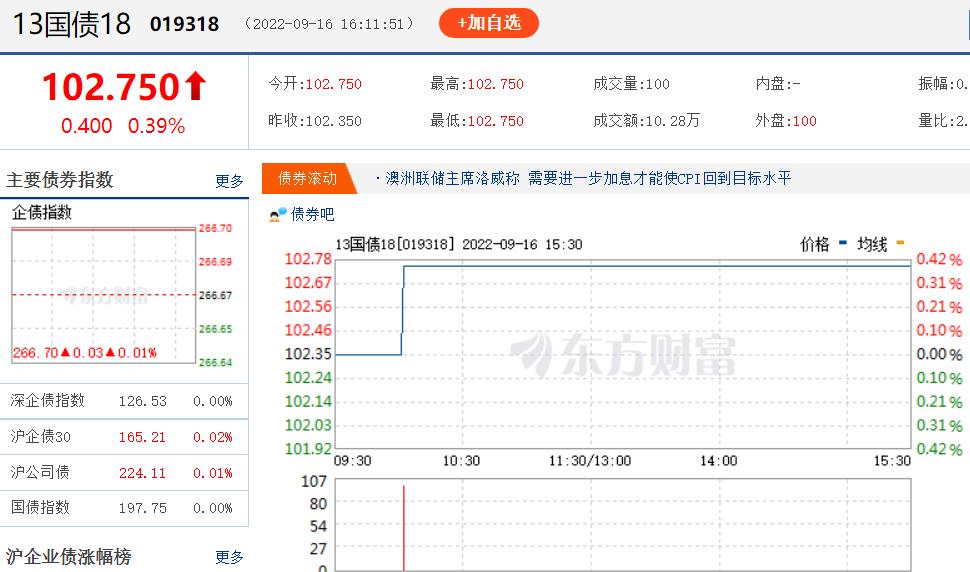 13国债18 019318 （2022-09-16 16:11:51） +加自选
102.750
0.400 0.39%
今开:102.750 最高:102.750 成交量:100 内盘:- 振幅:0.
昨收:102.350 最低:102.750 成交额:10.28万 外盘:100 量比:2.
主要债券指数 更多
企债指数
266.70
266.69
266.67
266.65
266.64
东方财富
266.70▲0.03▲0.01%
深企债指数 126.53 0.00%
沪企债30 165.21 0.02%
沪公司债 224.11 0.01%
国债指数 197.75 0.00%
沪企业债涨幅榜 更多
债券滚动 ·澳洲联储主席洛威称 需要进一步加息才能使CPI回到目标水平
债券吧
13国债18[019318] 2022-09-16 15:30 价格 均线
102.78 0.42%
102.67 0.31%
102.56 0.21%
102.46 0.10%
102.35 0.00%
102.24 0.10%
102.14 0.21%
102.03 0.31%
101.92 0.42%
东方财富
09:30 10:30 11:30/13:00 14:00 15:30
107
80
54
27
0